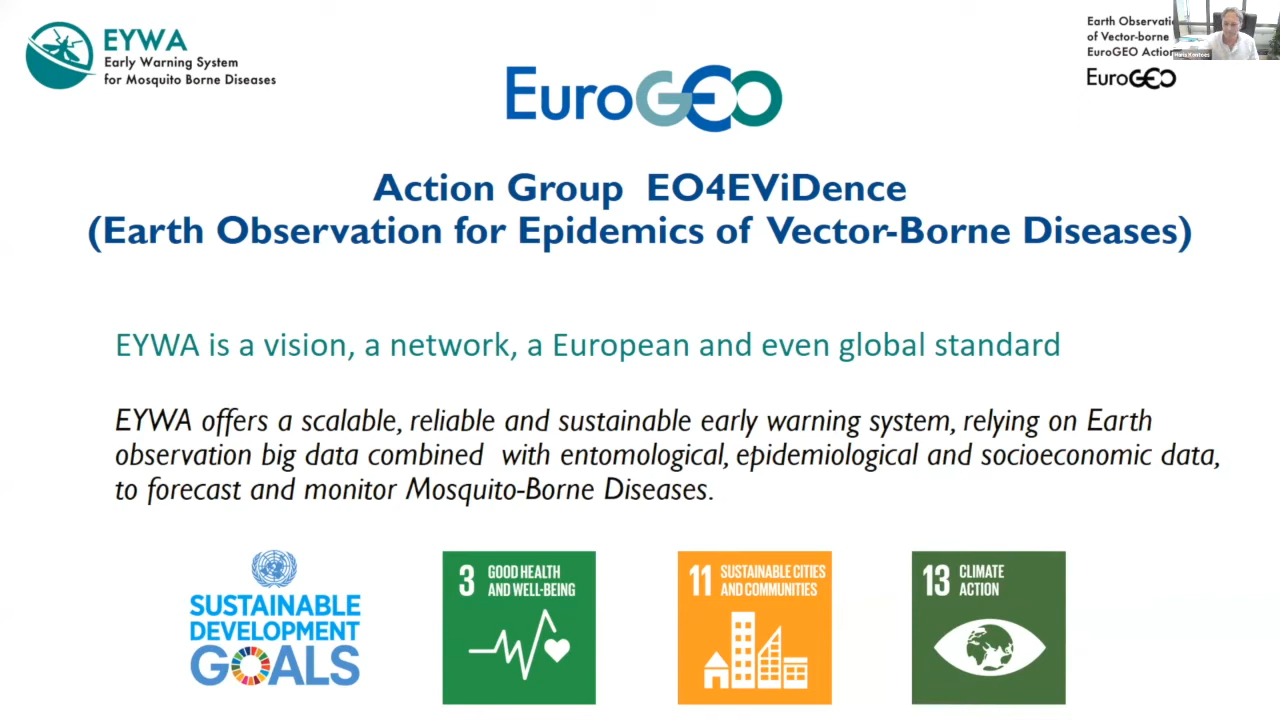 EYWA
Early Warning System
for Mosquito Borne Diseases
EuroGEO
Earth Observati
of Vector-borne
EuroGEO Action
EuroGEO
Haris Kontoes
Action Group EO4EViDence
(Earth Observation for Epidemics of Vector-Borne Diseases)
EYWA is a vision, a network, a European and even global standard
EYWA offers a scalable, reliable and sustainable early warning system, relying on Earth
observation big data combined with entomological, epidemiological and socioeconomic data,
to forecast and monitor Mosquito-Borne Diseases.
SUSTAINABLE
DEVELOPMENT
GOALS
3 GOOD HEALTH
AND WELL-BEING
11 SUSTAINABLE CITIES
AND COMMUNITIES
13 CLIMATE
ACTION